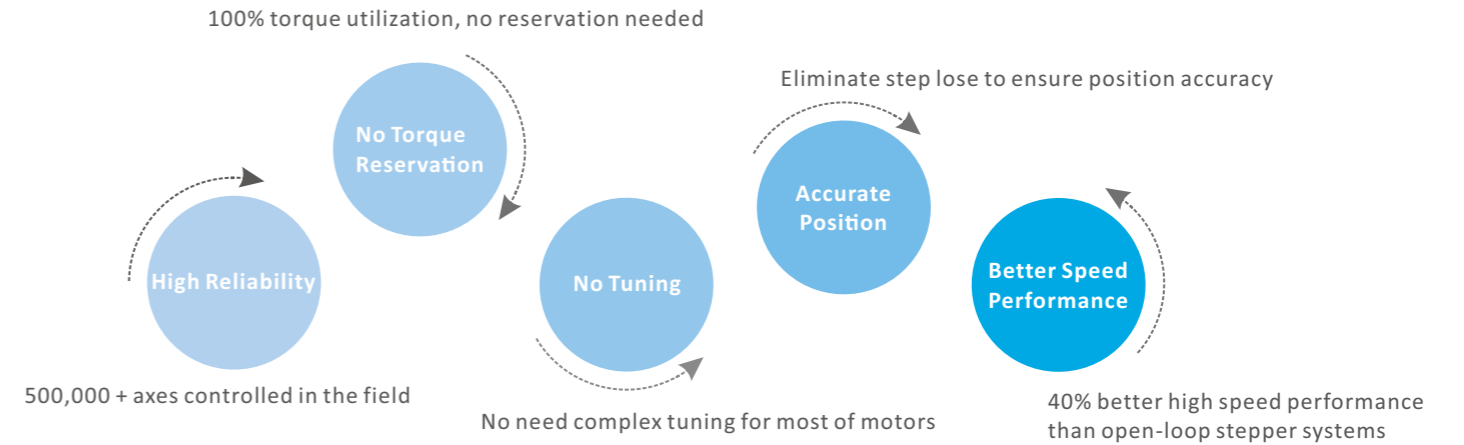 100% torque utilization, no reservation needed
No Torque
Reservation
Eliminate step lose to ensure position accuracy
Accurate
Position
High Reliability
No Tuning
Better Speed
Performance
500,000 + axes controlled in the field
No need complex tuning for most of motors
40% better high speed performance
than open-loop stepper systems